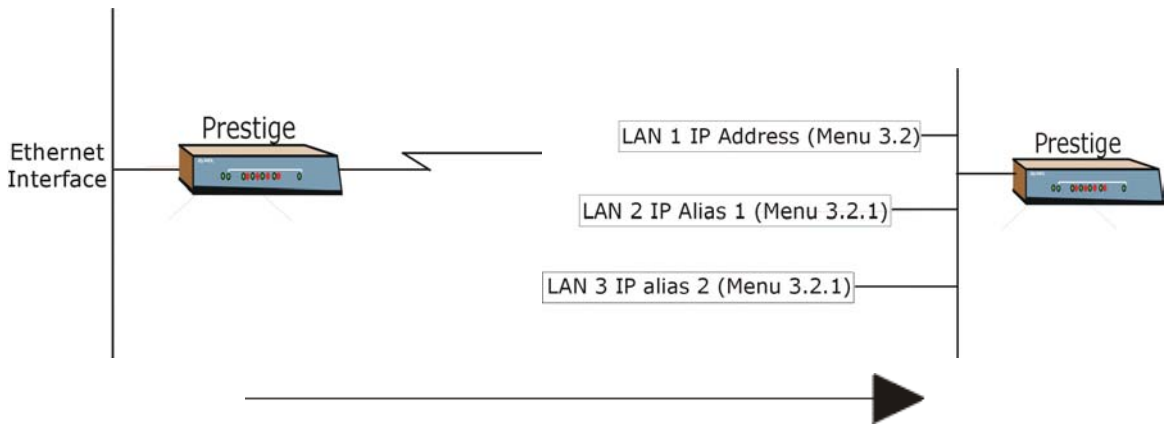 Ethernet
Interface
Prestige
LAN 1 IP Address (Menu 3.2)
LAN 2 IP Alias 1 (Menu 3.2.1)
LAN 3 IP alias 2 (Menu 3.2.1)
Prestige